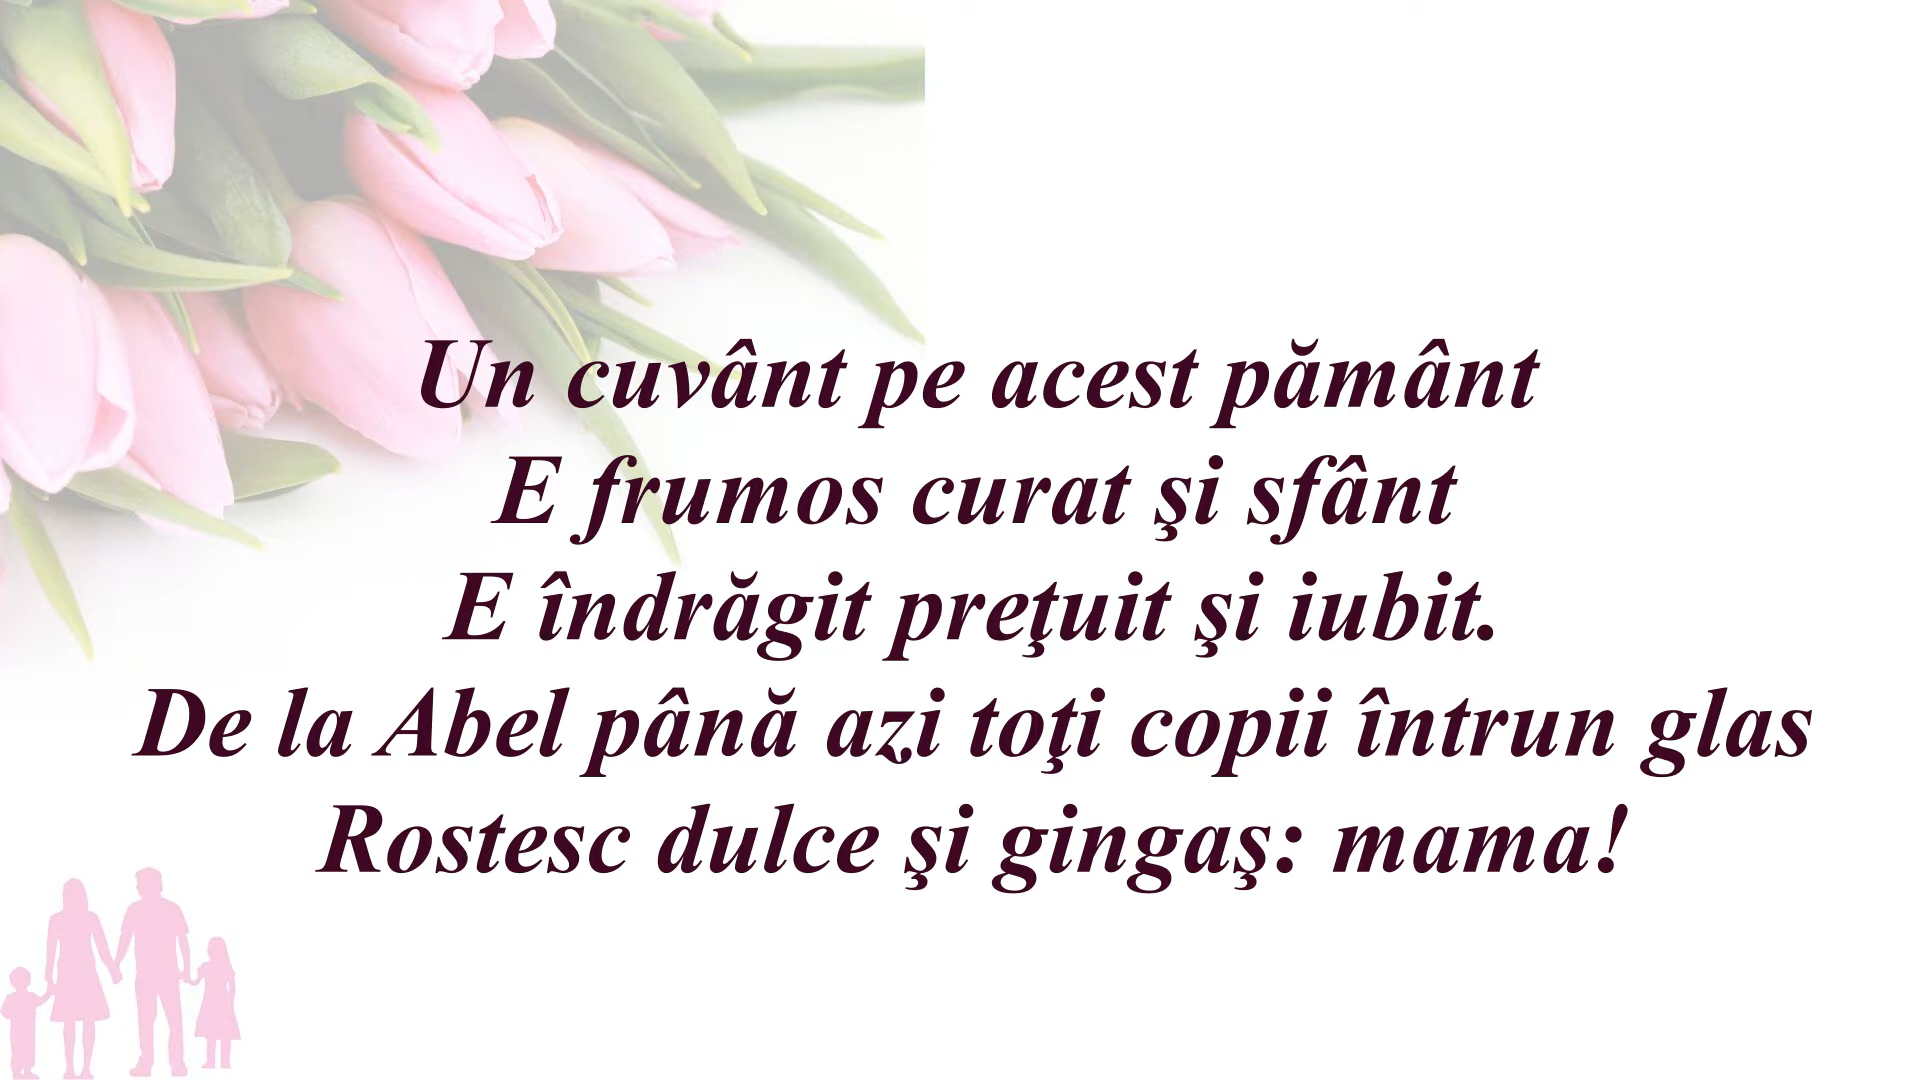 Un cuvânt pe acest pământ
E frumos curat şi sfânt
E îndrăgit preţuit şi iubit.
De la Abel până azi toţi copii întrun glas
Rostesc dulce şi gingaş: mama!